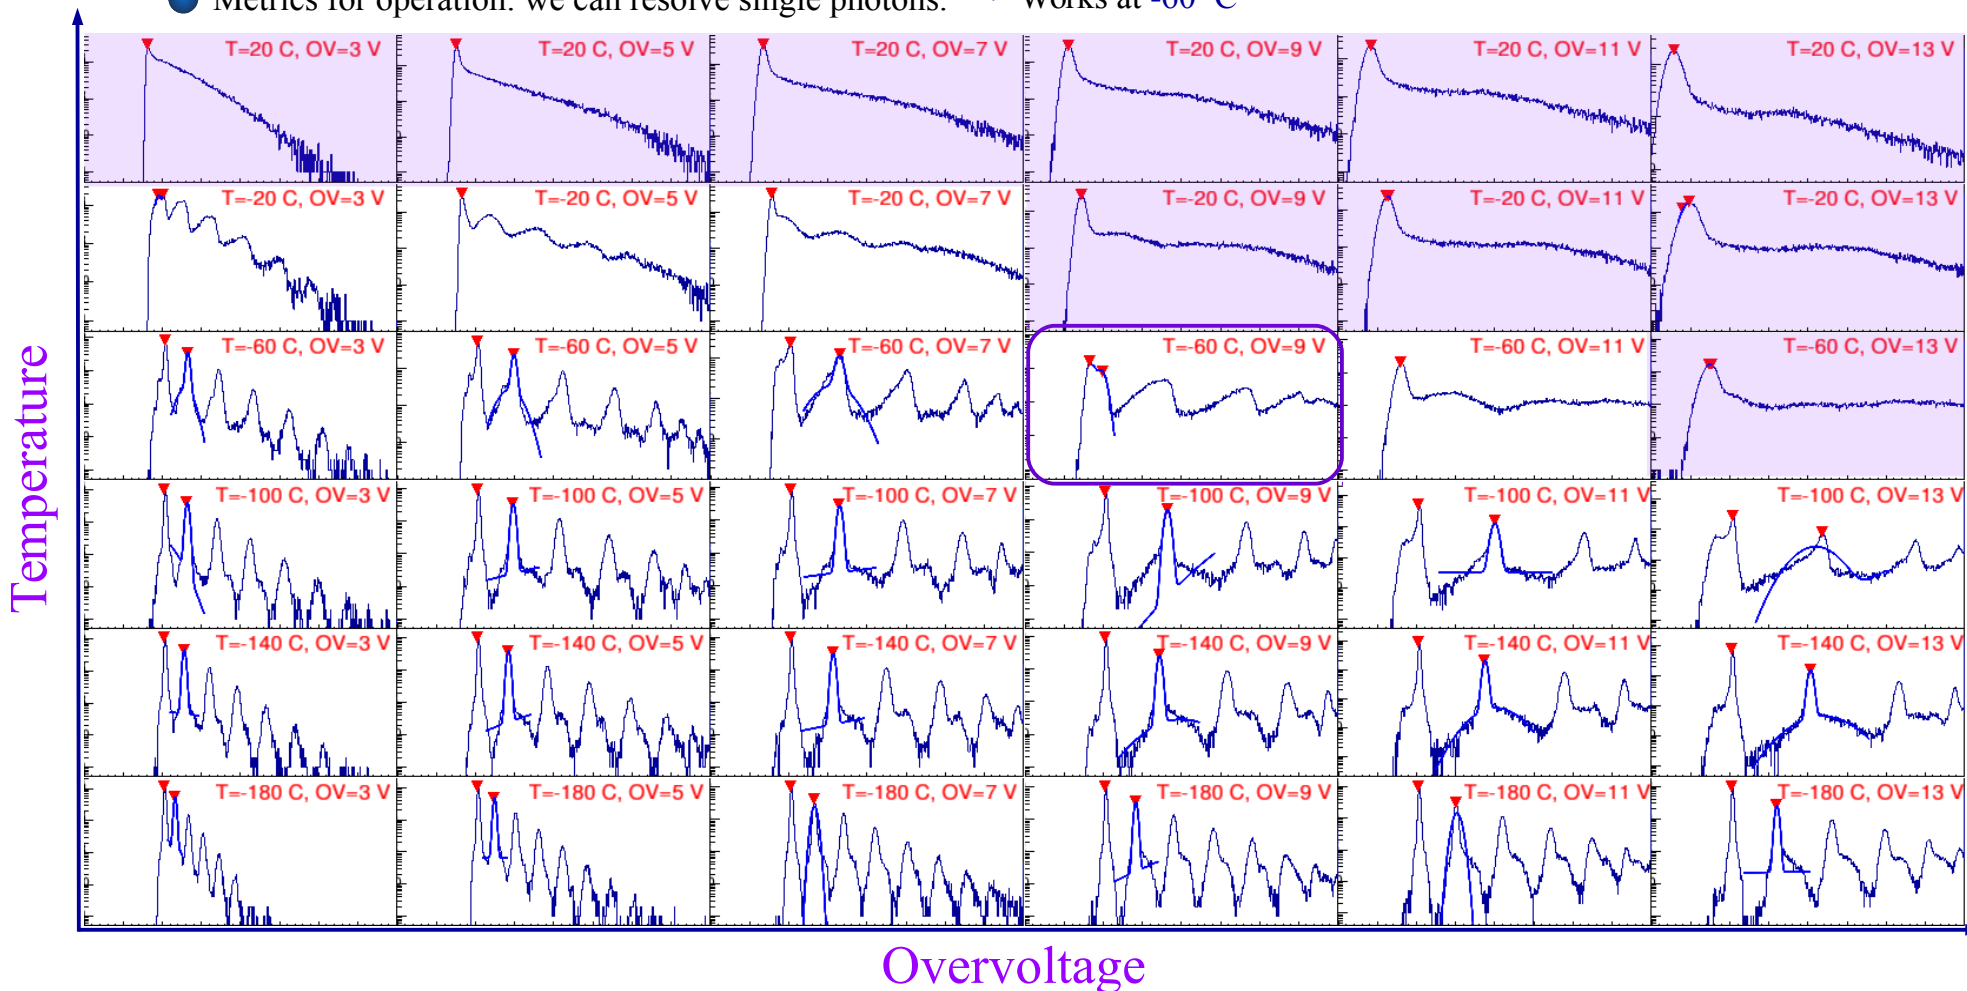 Metrics for operation: we can resolve single photons. Works at -60 °C
T=20 C, OV=3 V T=20 C, OV=5 V T=20 C, OV=7 V T=20 C, OV=9 V T=20 C, OV=11 V T=20 C, OV=13 V
T=-20 C, OV=3 V T=-20 C, OV=5 V T=-20 C, OV=7 V T=-20 C, OV=9 V T=-20 C, OV=11 V T=-20 C, OV=13 V
T=-60 C, OV=3 V T=-60 C, OV=5 V T=-60 C, OV=7 V T=-60 C, OV=9 V T=-60 C, OV=11 V T=-60 C, OV=13 V
T=-100 C, OV=3 V T=-100 C, OV=5 V T=-100 C, OV=7 V T=-100 C, OV=9 V T=-100 C, OV=11 V T=-100 C, OV=13 V
T=-140 C, OV=3 V T=-140 C, OV=5 V T=-140 C, OV=7 V T=-140 C, OV=9 V T=-140 C, OV=11 V T=-140 C, OV=13 V
T=-180 C, OV=3 V T=-180 C, OV=5 V T=-180 C, OV=7 V T=-180 C, OV=9 V T=-180 C, OV=11 V T=-180 C, OV=13 V
Temperature
Overvoltage